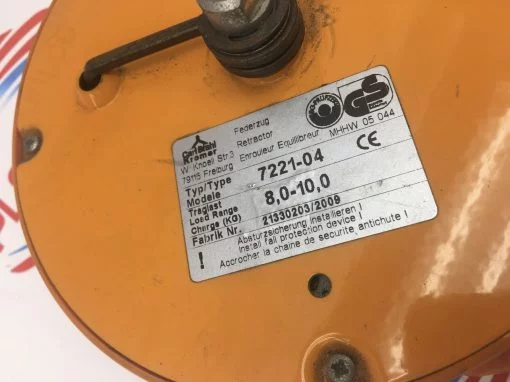 Carl Stahl
Kromer
W. Knoell Str.3
79115 Freiburg
Federzug
Retractor
Enrouleur Equilibreur
MHHW 05 044
CE
Typ/Type
Modele
7221-04
Traglast
Load Range
Charge (KG)
8,0-10,0
Fabrik Nr.
21330203/2009
! Absturzsicherung installieren !
Install fall protection device !
Accrocher la chaine de securite antichute !